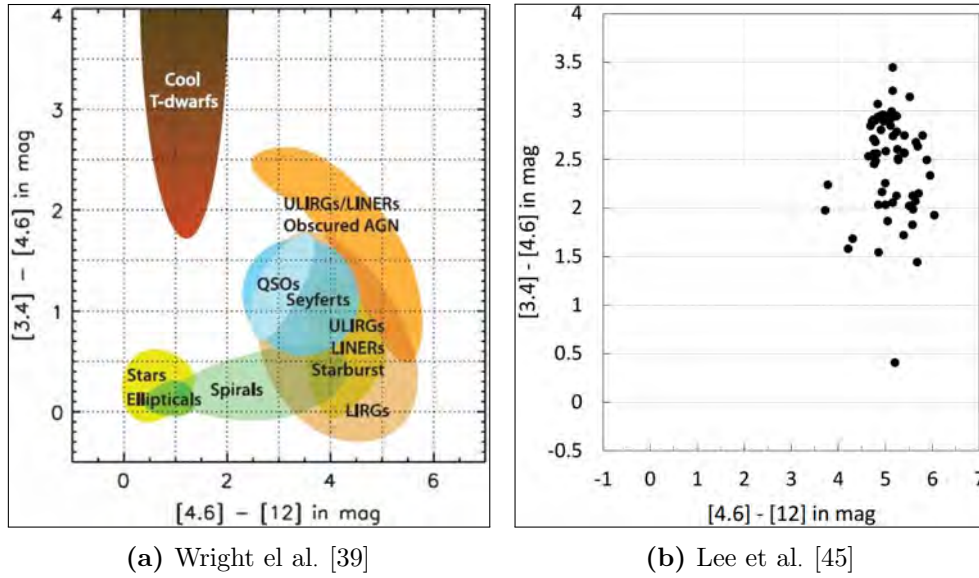 4
3
2
1
0
[3.4] – [4.6] in mag
Cool
T-dwarfs
ULIRGs/LINERs
Obscured AGN
QSOs
Seyferts
ULIRGs
LINERs
Starburst
Stars
Ellipticals
Spirals
LIRGs
0 2 4 6
[4.6] – [12] in mag
(a) Wright el al. [39]
4
3.5
3
2.5
2
1.5
1
0.5
0
-0.5
[3.4] - [4.6] in mag
-1 0 1 2 3 4 5 6 7
[4.6] - [12] in mag
(b) Lee et al. [45]